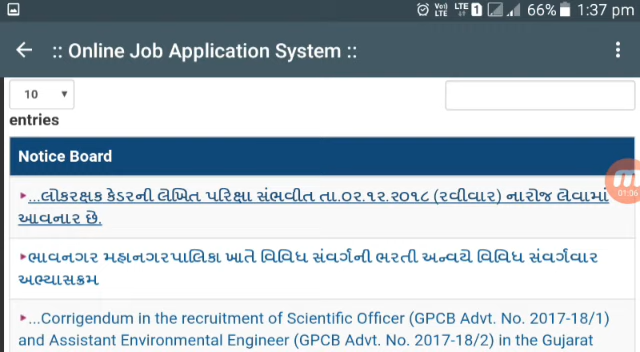 Vo)) LTE LTE 1 66% 1:37 pm
:: Online Job Application System ::
10
entries
Notice Board
...લોકરક્ષક કેડરની લેખિત પરિક્ષા સંભવીત તા.૦૨.૧૨.૨૦૧૮ (રવીવાર) નારોજ લેવામાં
આવનાર છે.
01:06
ભાવનગર મહાનગરપાલિકા ખાતે વિવિધ સંવર્ગની ભરતી અન્વયે વિવિધ સંવર્ગવાર
અભ્યાસક્રમ
...Corrigendum in the recruitment of Scientific Officer (GPCB Advt. No. 2017-18/1)
and Assistant Environmental Engineer (GPCB Advt. No. 2017-18/2) in the Gujarat